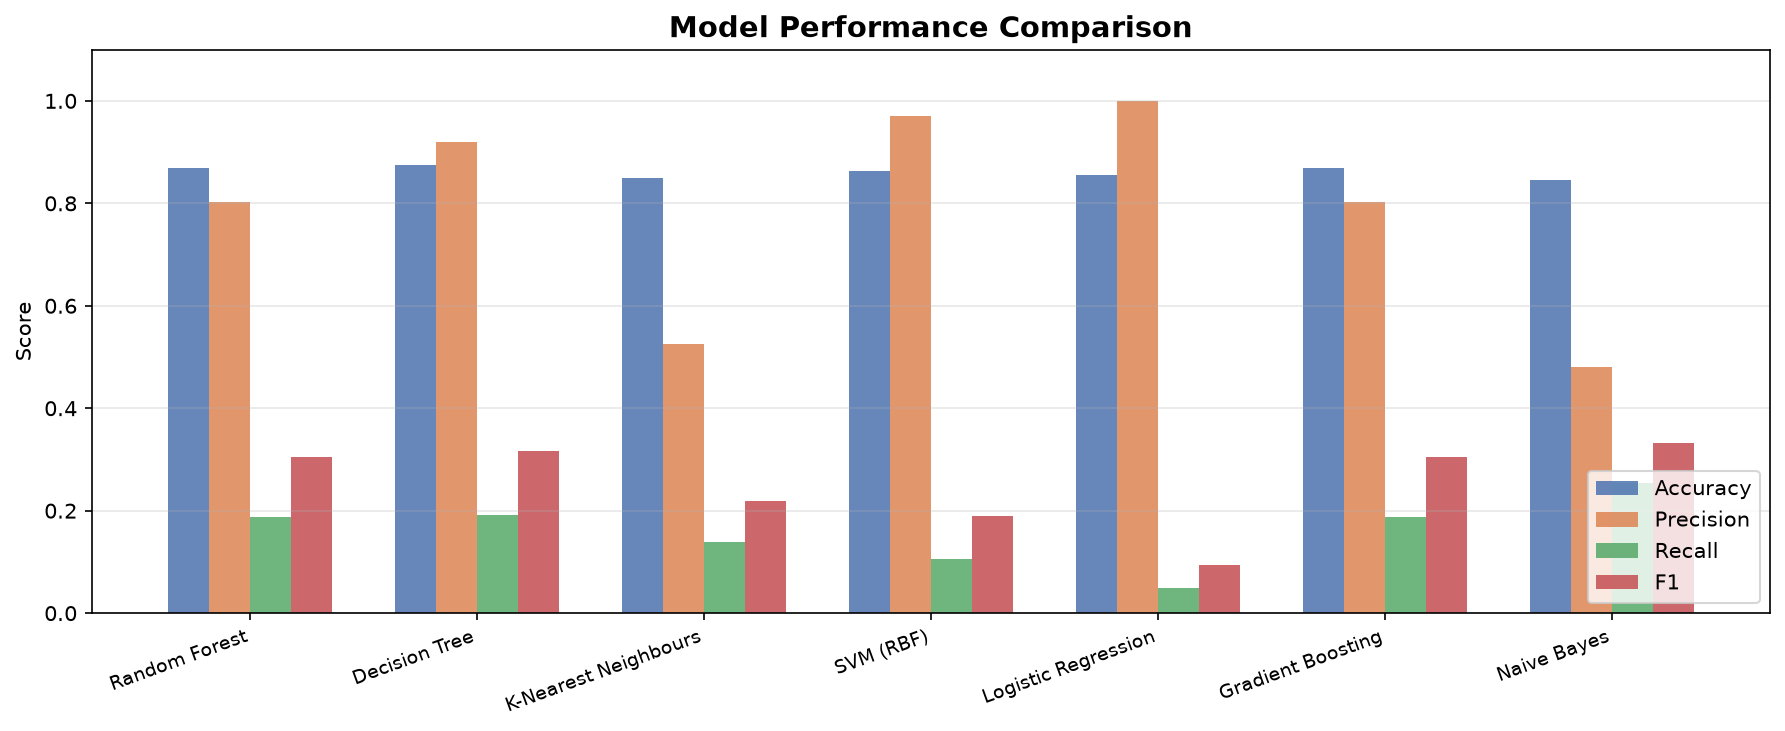 Model Performance Comparison
Score
1.0
0.8
0.6
0.4
0.2
0.0
Random Forest
Decision Tree
K-Nearest Neighbours
SVM (RBF)
Logistic Regression
Gradient Boosting
Naive Bayes
Accuracy
Precision
Recall
F1